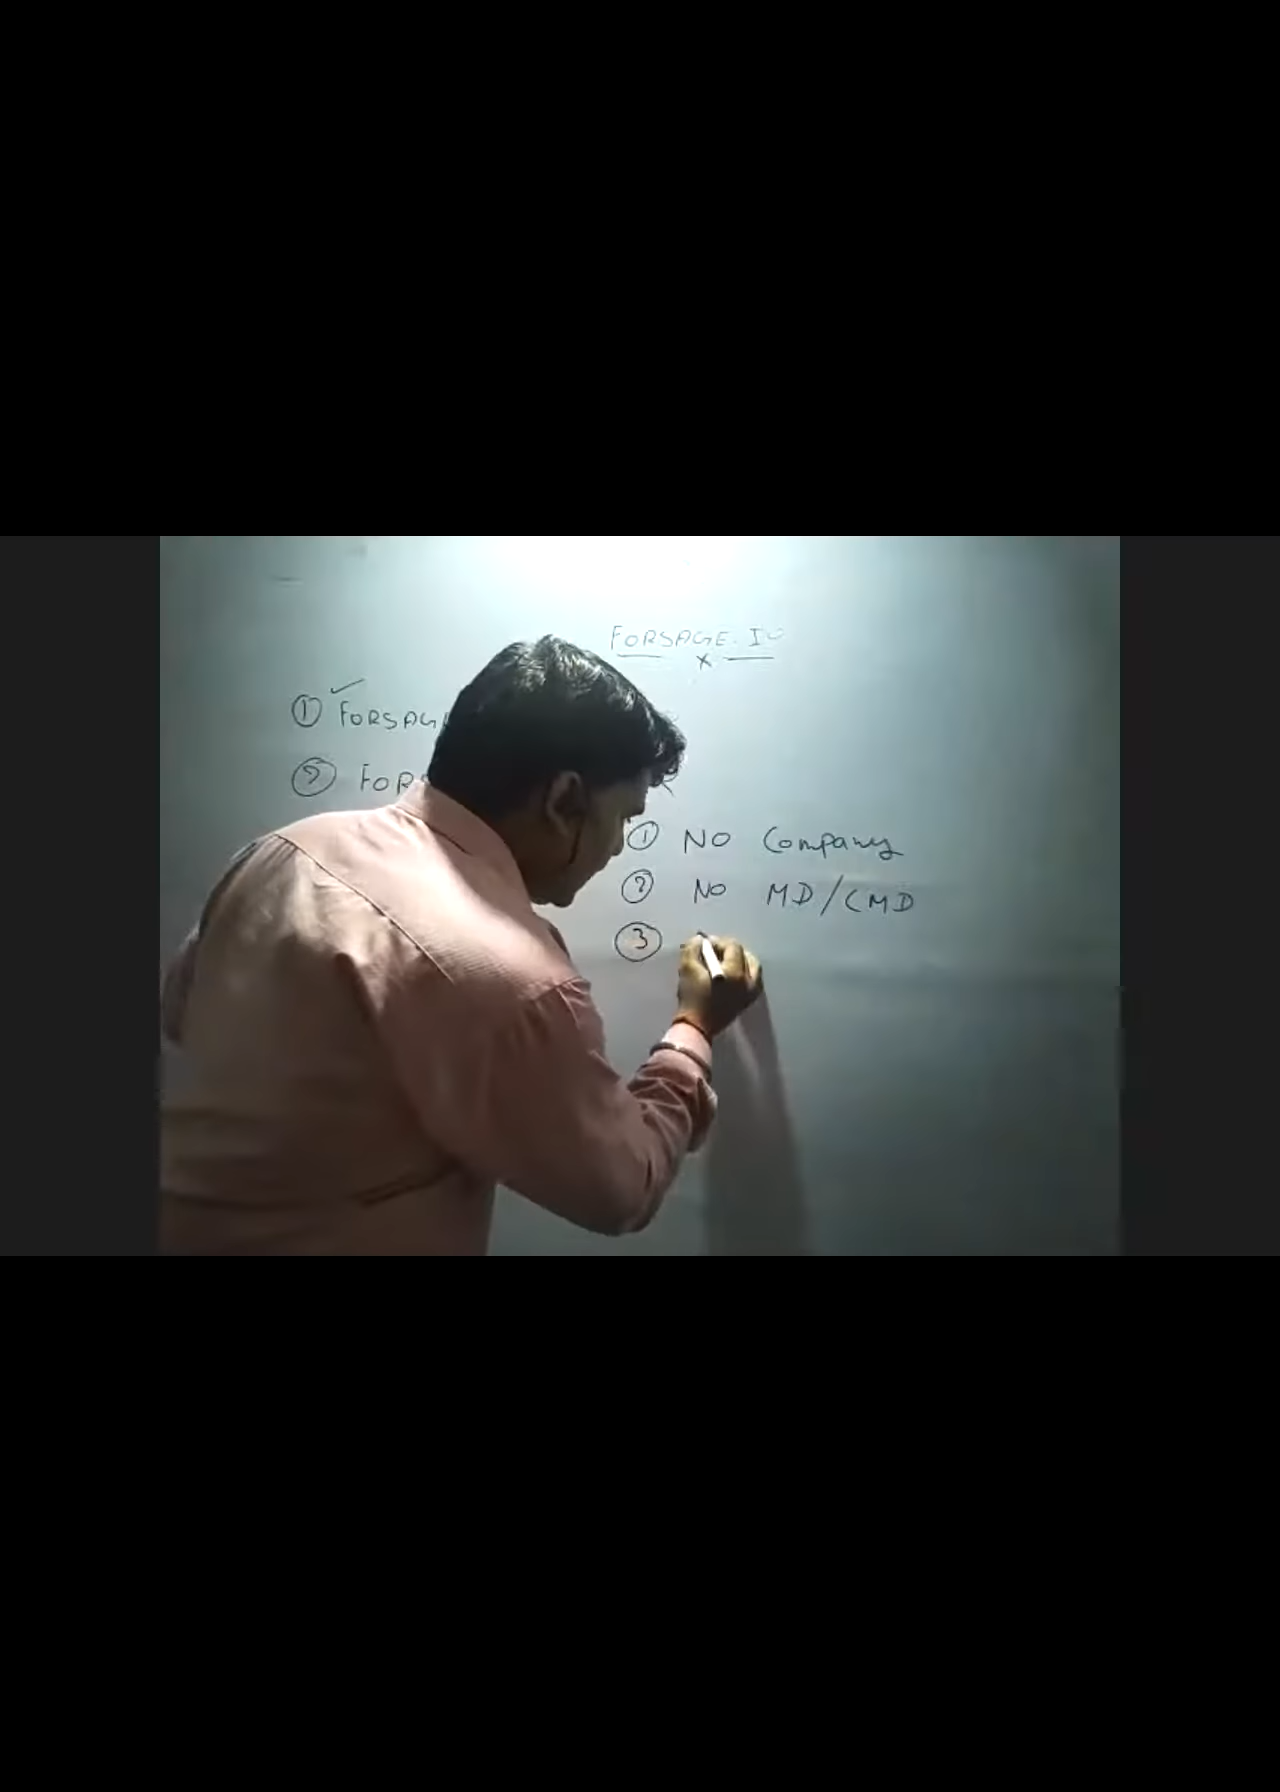 FORSAGE.IO
x
① FORSAG
② FOR
① NO Company
② NO MD/CMD
③